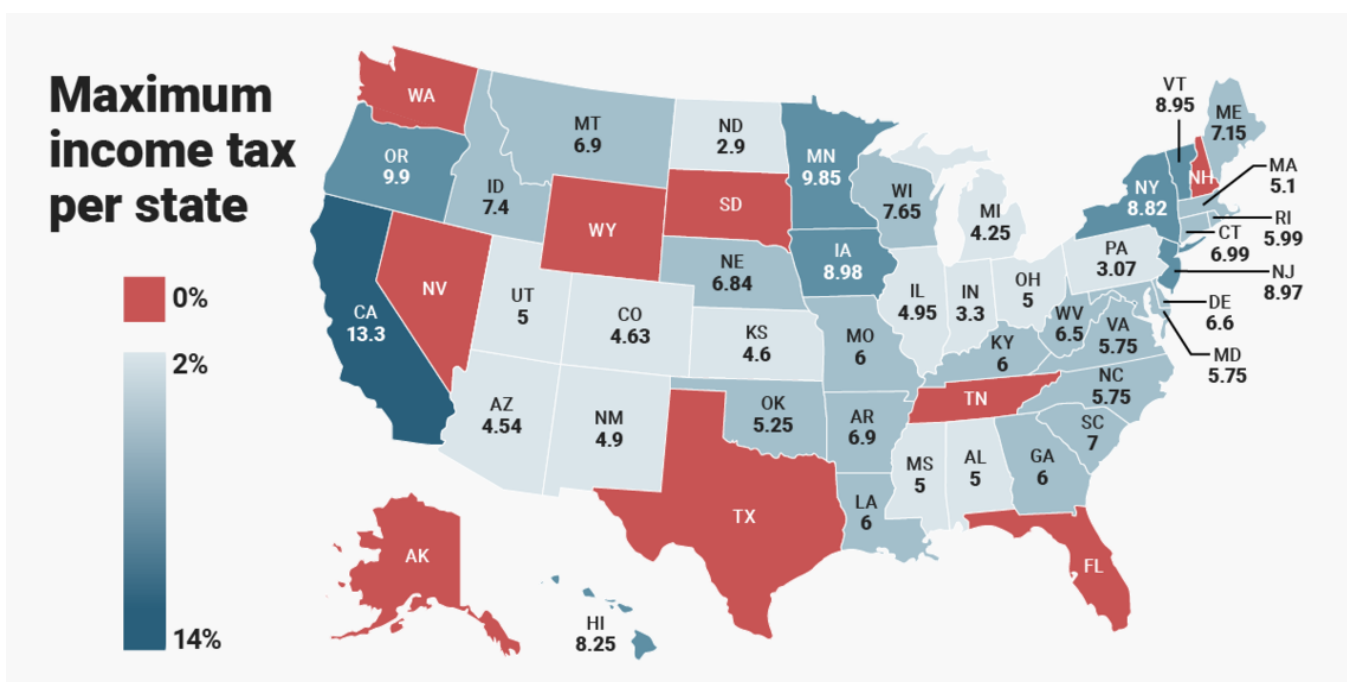 Maximum
income tax
per state
0%
2%
14%
WA
OR
9.9
CA
13.3
NV
ID
7.4
MT
6.9
WY
UT
5
CO
4.63
AZ
4.54
NM
4.9
ND
2.9
SD
NE
6.84
KS
4.6
OK
5.25
TX
MN
9.85
IA
8.98
MO
6
AR
6.9
LA
6
WI
7.65
IL
4.95
MI
4.25
IN
3.3
OH
5
KY
6
TN
MS
5
AL
5
GA
6
FL
SC
7
NC
5.75
VA
5.75
WV
6.5
PA
3.07
NY
8.82
VT
8.95
NH
ME
7.15
MA
5.1
RI
5.99
CT
6.99
NJ
8.97
DE
6.6
MD
5.75
AK
HI
8.25